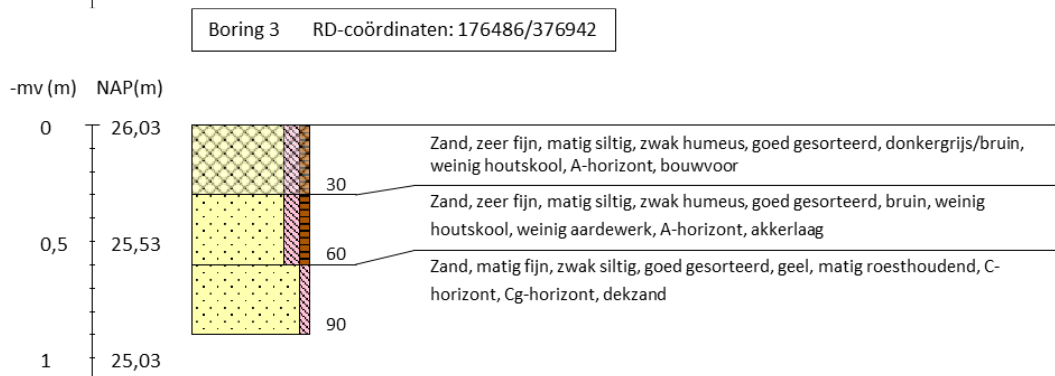 Boring 3 RD-coördinaten: 176486/376942
-mv (m) NAP(m)
0 26,03
Zand, zeer fijn, matig siltig, zwak humeus, goed gesorteerd, donkergrijs/bruin,
weinig houtskool, A-horizont, bouwvoor
30
Zand, zeer fijn, matig siltig, zwak humeus, goed gesorteerd, bruin, weinig
houtskool, weinig aardewerk, A-horizont, akkerlaag
0,5 25,53
60
Zand, matig fijn, zwak siltig, goed gesorteerd, geel, matig roesthoudend, C-
horizont, Cg-horizont, dekzand
90
1 25,03